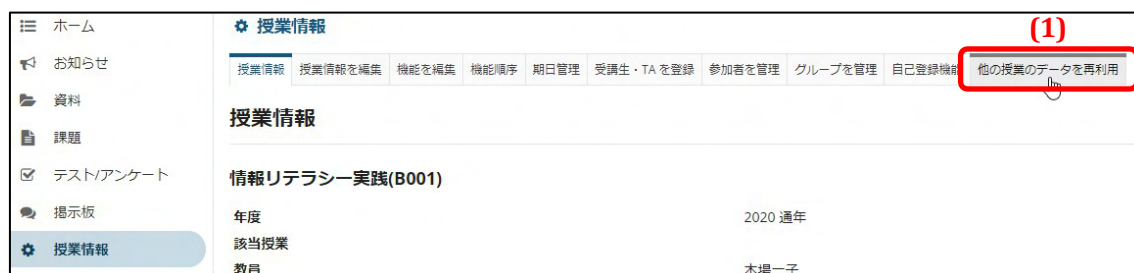 ホーム
お知らせ
資料
課題
テスト/アンケート
掲示板
授業情報
授業情報
(1)
授業情報 授業情報を編集 機能を編集 機能順序 期日管理 受講生・TA を登録 参加者を管理 グループを管理 自己登録機能 他の授業のデータを再利用
授業情報
情報リテラシー実践(B001)
年度 2020 通年
該当授業
教員 木場一子